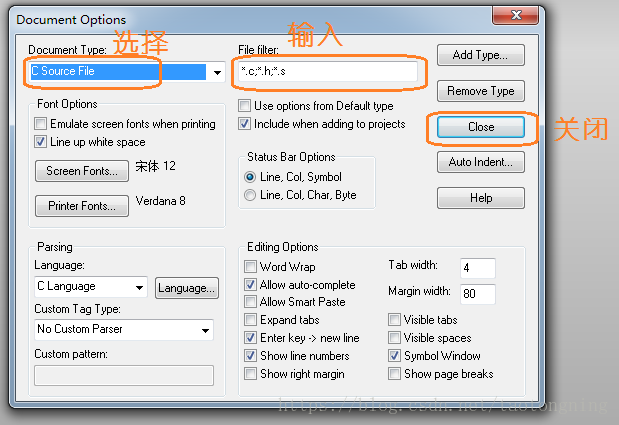 Document Options
选择
输入
Document Type:
File filter:
C Source File
*.c;*.h;*.s
Add Type...
Remove Type
Close
关闭
Auto Indent...
Help
Font Options
Emulate screen fonts when printing
Line up white space
Screen Fonts...
宋体 12
Printer Fonts...
Verdana 8
Use options from Default type
Include when adding to projects
Status Bar Options
Line, Col, Symbol
Line, Col, Char, Byte
Parsing
Language:
C Language
Language...
Custom Tag Type:
No Custom Parser
Custom pattern:
Editing Options
Word Wrap
Allow auto-complete
Allow Smart Paste
Expand tabs
Enter key -> new line
Show line numbers
Show right margin
Tab width:
4
Margin width:
80
Visible tabs
Visible spaces
Symbol Window
Show page breaks
https://blog.csdn.net/taotongning